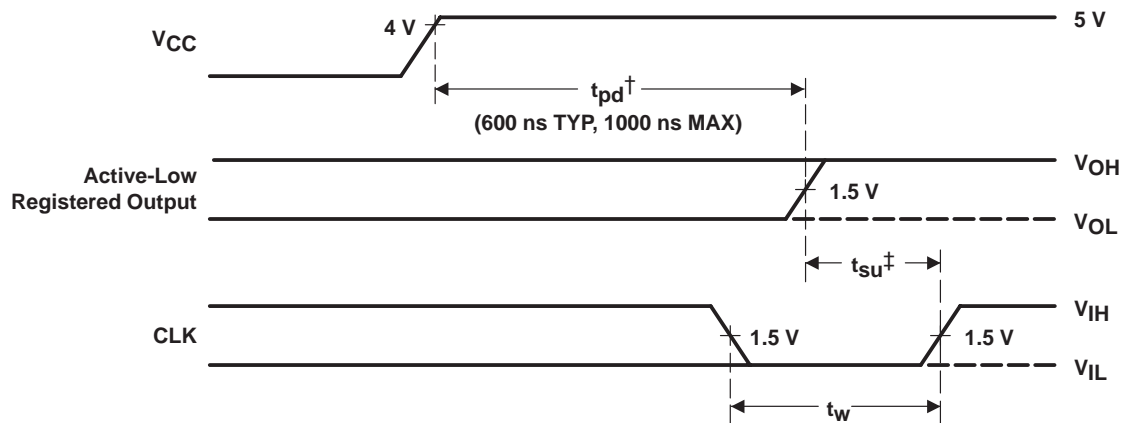 VCC
4 V
5 V
tpd†
(600 ns TYP, 1000 ns MAX)
Active-Low
Registered Output
VOH
1.5 V
VOL
tsu‡
CLK
VIH
1.5 V
1.5 V
VIL
tw